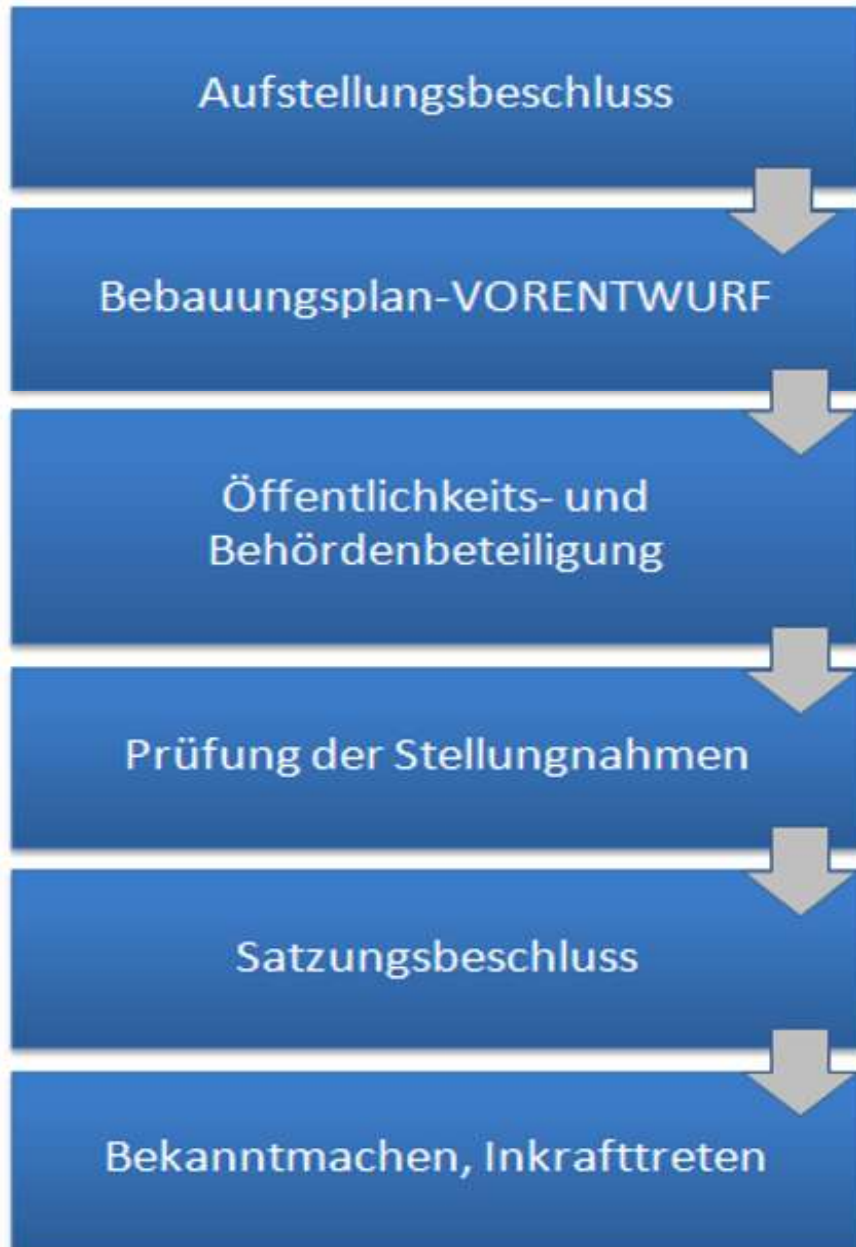 Aufstellungsbeschluss
Bebauungsplan-VORENTWURF
Öffentlichkeits- und
Behördenbeteiligung
Prüfung der Stellungnahmen
Satzungsbeschluss
Bekanntmachen, Inkrafttreten